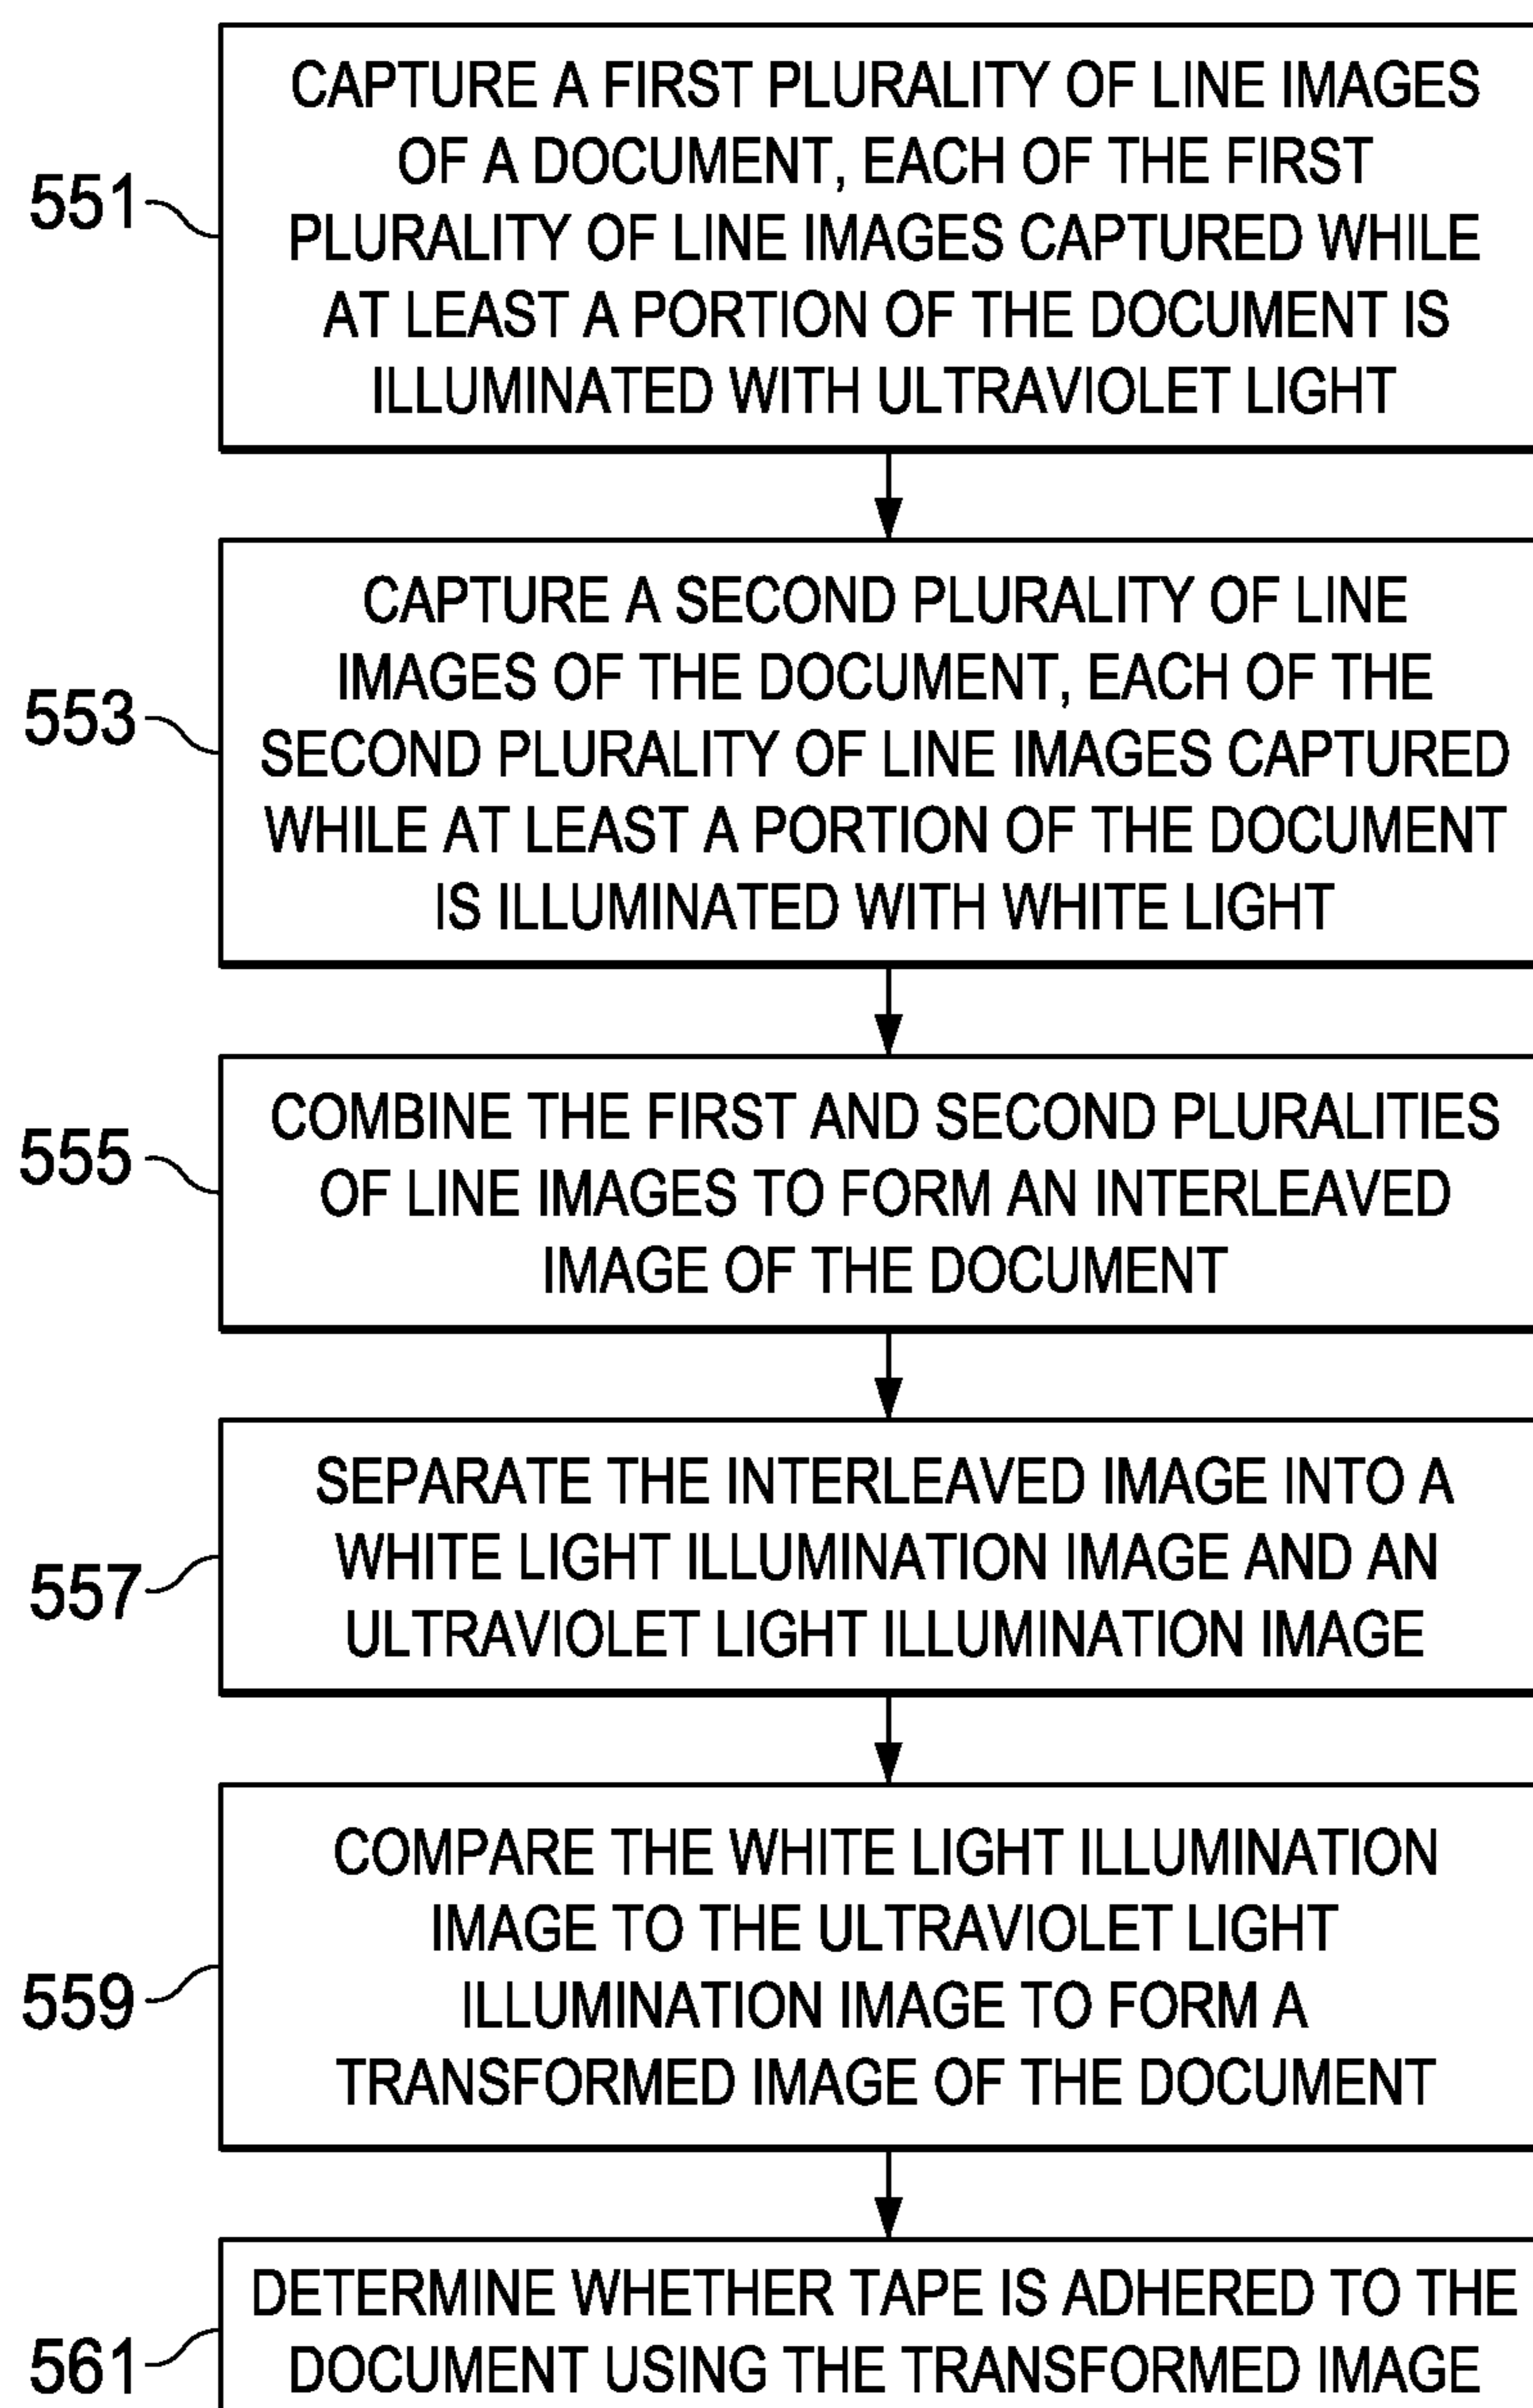 CAPTURE A FIRST PLURALITY OF LINE IMAGES
OF A DOCUMENT, EACH OF THE FIRST
551
PLURALITY OF LINE IMAGES CAPTURED WHILE
AT LEAST A PORTION OF THE DOCUMENT IS
ILLUMINATED WITH ULTRAVIOLET LIGHT
CAPTURE A SECOND PLURALITY OF LINE
IMAGES OF THE DOCUMENT, EACH OF THE
553
SECOND PLURALITY OF LINE IMAGES CAPTURED
WHILE AT LEAST A PORTION OF THE DOCUMENT
IS ILLUMINATED WITH WHITE LIGHT
COMBINE THE FIRST AND SECOND PLURALITIES
555
OF LINE IMAGES TO FORM AN INTERLEAVED
IMAGE OF THE DOCUMENT
SEPARATE THE INTERLEAVED IMAGE INTO A
WHITE LIGHT ILLUMINATION IMAGE AND AN
557
ULTRAVIOLET LIGHT ILLUMINATION IMAGE
COMPARE THE WHITE LIGHT ILLUMINATION
IMAGE TO THE ULTRAVIOLET LIGHT
559
ILLUMINATION IMAGE TO FORM A
TRANSFORMED IMAGE OF THE DOCUMENT
DETERMINE WHETHER TAPE IS ADHERED TO THE
561
DOCUMENT USING THE TRANSFORMED IMAGE